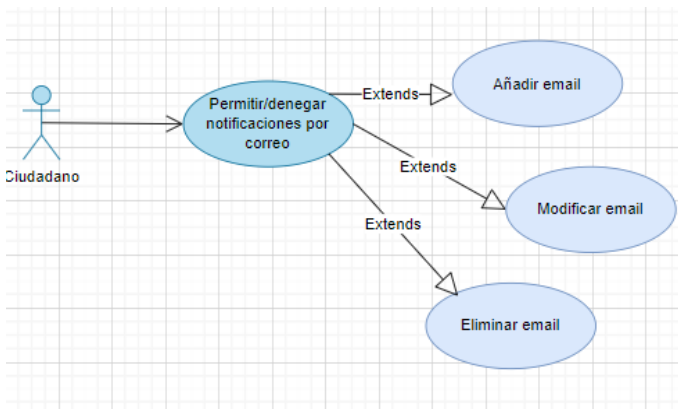 Añadir email
Extends
Permitir/denegar
notificaciones por
correo
Extends
Ciudadano
Modificar email
Extends
Eliminar email